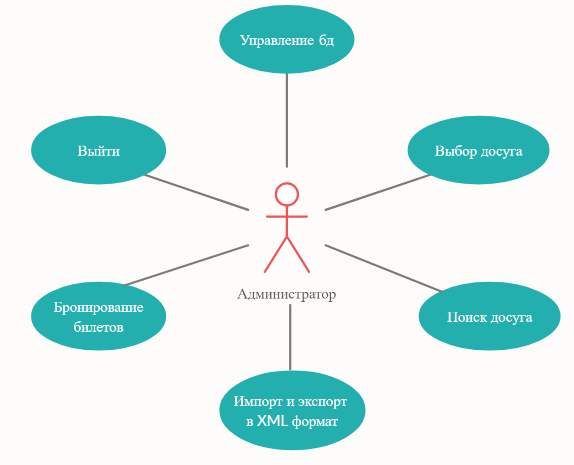 Управление бд
Выйти
Выбор досуга
Администратор
Бронирование
билетов
Поиск досуга
Импорт и экспорт
в XML формат